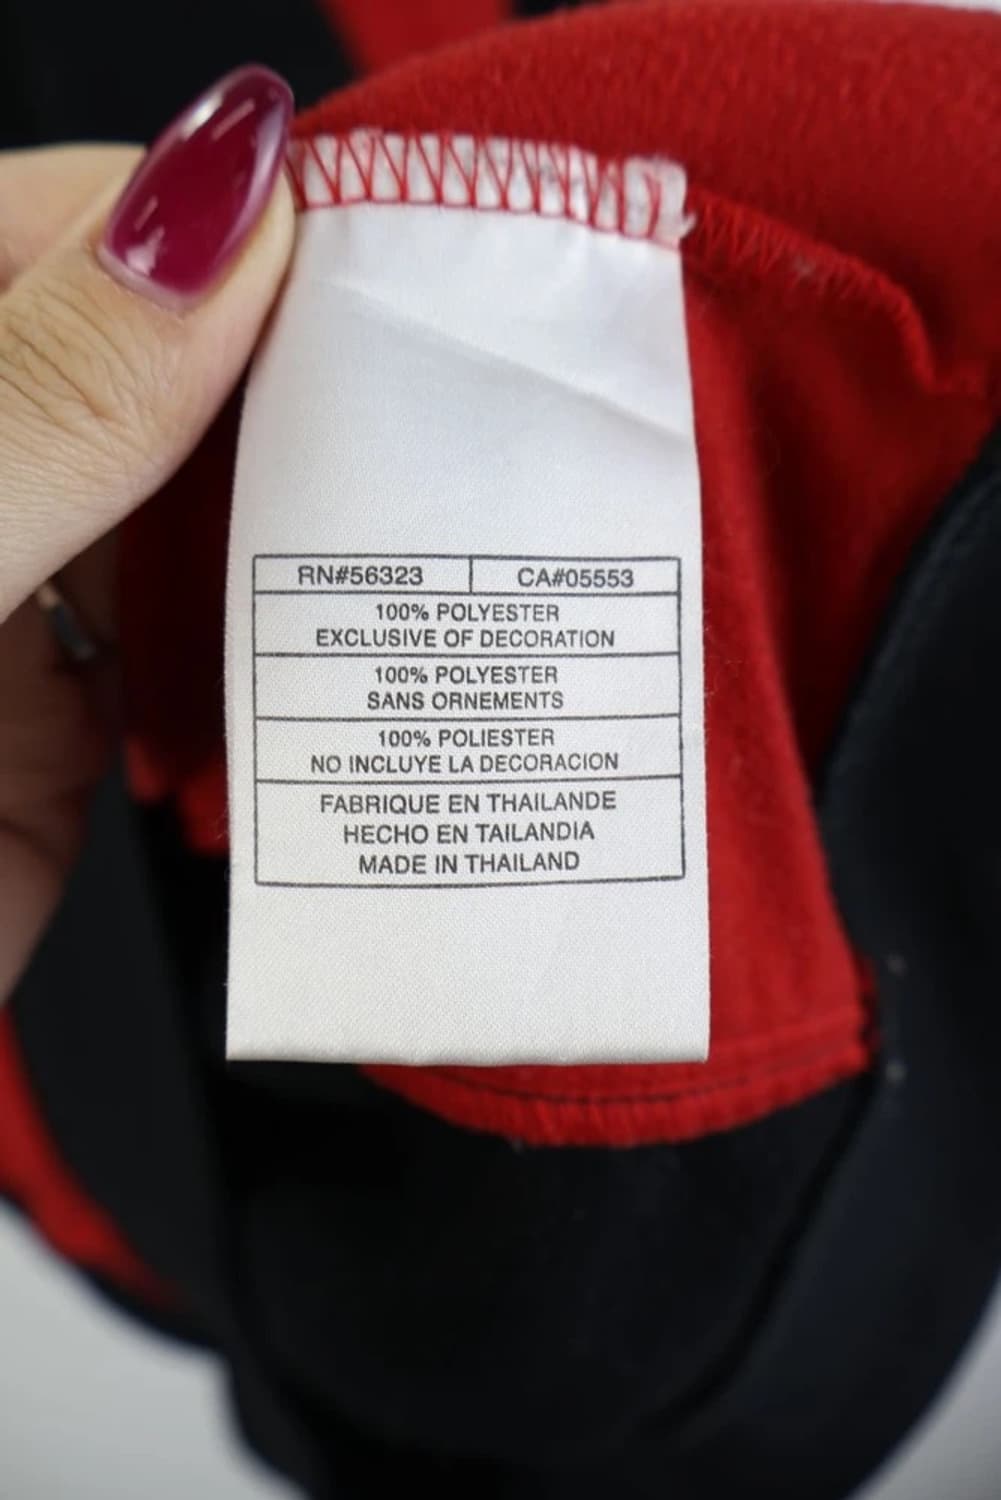 RN#56323 CA#05553
100% POLYESTER
EXCLUSIVE OF DECORATION
100% POLYESTER
SANS ORNEMENTS
100% POLIESTER
NO INCLUYE LA DECORACION
FABRIQUE EN THAILANDE
HECHO EN TAILANDIA
MADE IN THAILAND